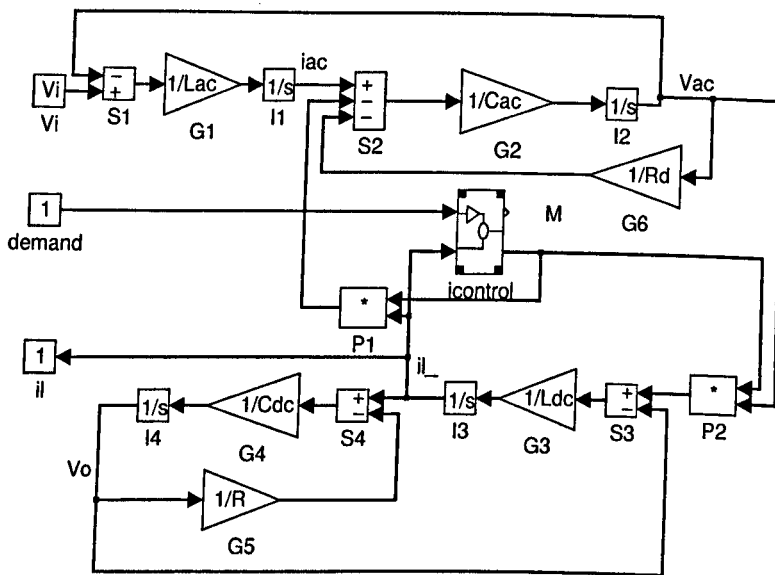 iac
Vac
Vi
1/Lac
1/s
+
−
−
1/Cac
1/s
−
+
Vi
S1
G1
I1
S2
G2
I2
1/Rd
1
demand
M
G6
icontrol
*
P1
1
il
il_
1/s
1/Cdc
+
−
1/s
1/Ldc
+
−
*
I4
G4
S4
I3
G3
S3
P2
Vo
1/R
G5